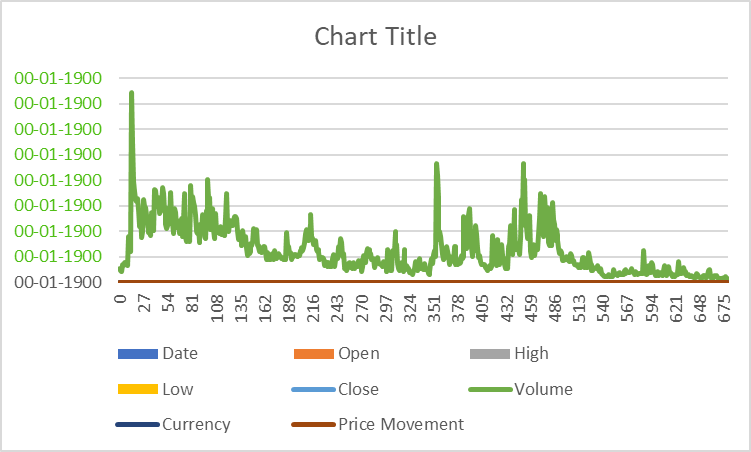 Chart Title
00-01-1900
00-01-1900
00-01-1900
00-01-1900
00-01-1900
00-01-1900
00-01-1900
00-01-1900
00-01-1900
0 27 54 81 108 135 162 189 216 243 270 297 324 351 378 405 432 459 486 513 540 567 594 621 648 675
Date Open High
Low Close Volume
Currency Price Movement